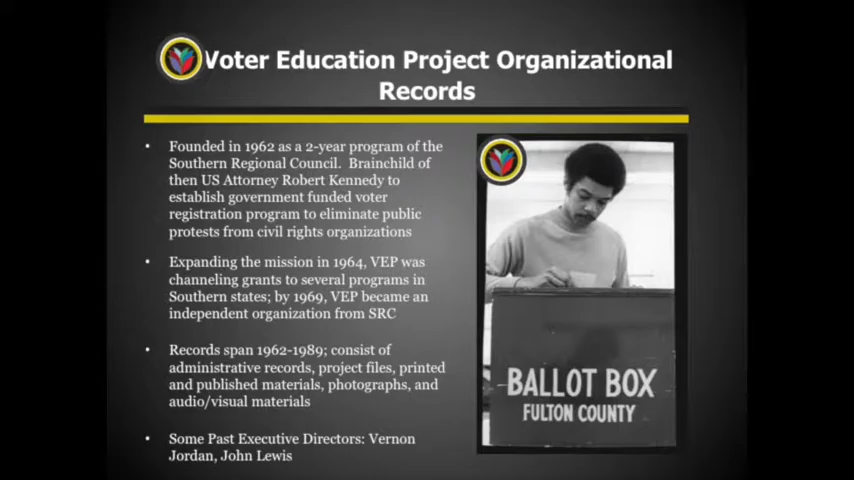 Voter Education Project Organizational
Records
• Founded in 1962 as a 2-year program of the
Southern Regional Council. Brainchild of
then US Attorney Robert Kennedy to
establish government funded voter
registration program to eliminate public
protests from civil rights organizations
• Expanding the mission in 1964, VEP was
channeling grants to several programs in
Southern states; by 1969, VEP became an
independent organization from SRC
• Records span 1962-1989; consist of
administrative records, project files, printed
and published materials, photographs, and
audio/visual materials
• Some Past Executive Directors: Vernon
Jordan, John Lewis
BALLOT BOX
FULTON COUNTY